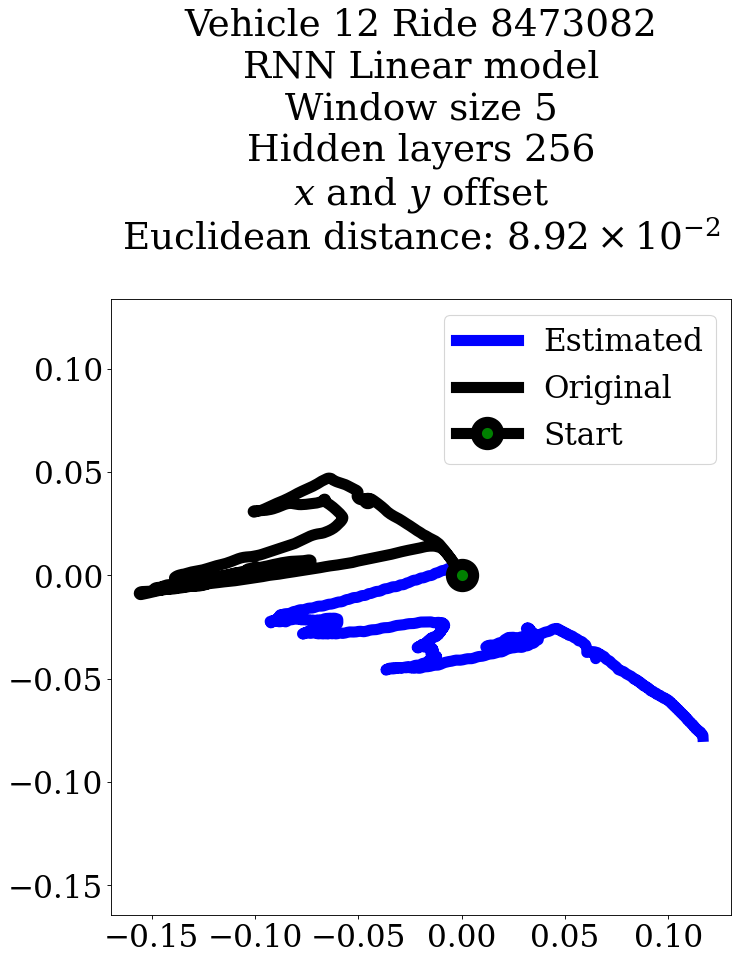 Vehicle 12 Ride 8473082
RNN Linear model
Window size 5
Hidden layers 256
x and y offset
Euclidean distance: 8.92 × 10⁻²
Estimated
Original
Start
0.10
0.05
0.00
−0.05
−0.10
−0.15
−0.15 −0.10 −0.05 0.00 0.05 0.10